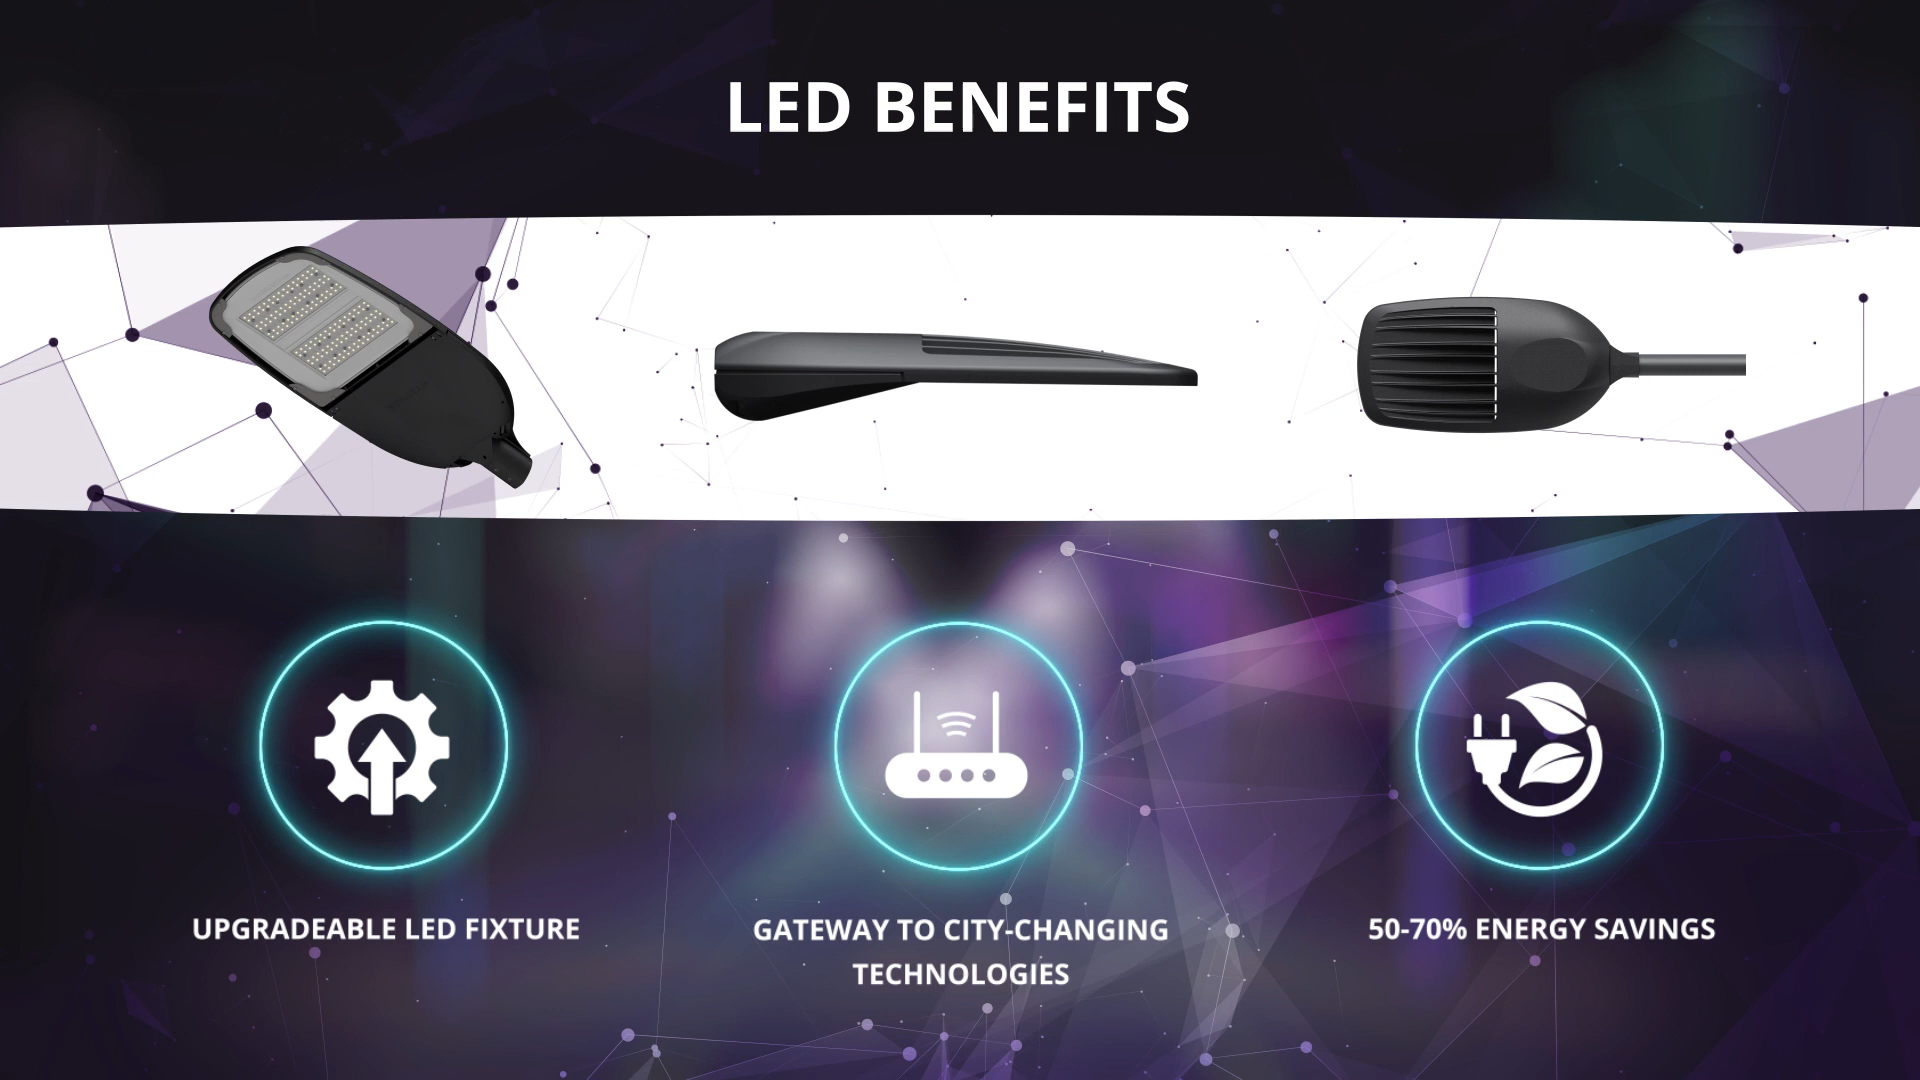 LED BENEFITS
UPGRADEABLE LED FIXTURE
GATEWAY TO CITY-CHANGING
TECHNOLOGIES
50-70% ENERGY SAVINGS